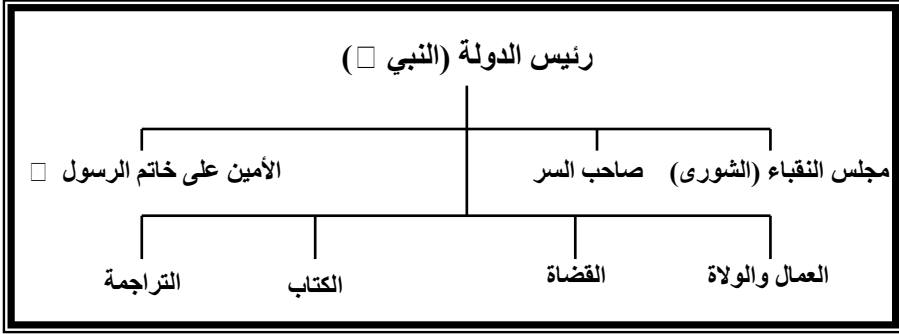 رئيس الدولة (النبي □)
مجلس النقباء (الشورى) صاحب السر الأمين على خاتم الرسول □
العمال والولاة القضاة الكتاب التراجمة